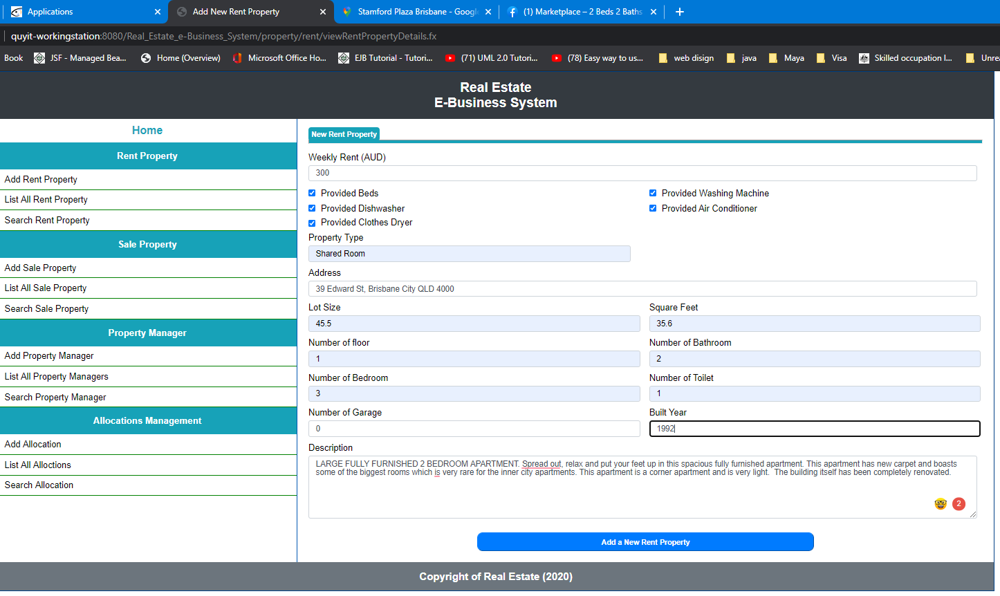 Applications
Add New Rent Property
Stamford Plaza Brisbane - Google
(1) Marketplace – 2 Beds 2 Baths
quyit-workingstation:8080/Real_Estate_e-Business_System/property/rent/viewRentPropertyDetails.fx
Book
JSF - Managed Bea...
Home (Overview)
Microsoft Office Ho...
EJB Tutorial - Tutori...
(71) UML 2.0 Tutori...
(78) Easy way to us...
web disign
java
Maya
Visa
Skilled occupation l...
Unrea
Real Estate
E-Business System
Home
Rent Property
Add Rent Property
List All Rent Property
Search Rent Property
Sale Property
Add Sale Property
List All Sale Property
Search Sale Property
Property Manager
Add Property Manager
List All Property Managers
Search Property Manager
Allocations Management
Add Allocation
List All Alloctions
Search Allocation
New Rent Property
Weekly Rent (AUD)
300
Provided Beds
Provided Washing Machine
Provided Dishwasher
Provided Air Conditioner
Provided Clothes Dryer
Property Type
Shared Room
Address
39 Edward St, Brisbane City QLD 4000
Lot Size
Square Feet
45.5
35.6
Number of floor
Number of Bathroom
1
2
Number of Bedroom
Number of Toilet
3
1
Number of Garage
Built Year
0
1992
Description
LARGE FULLY FURNISHED 2 BEDROOM APARTMENT. Spread out, relax and put your feet up in this spacious fully furnished apartment. This apartment has new carpet and boasts
some of the biggest rooms which is very rare for the inner city apartments. This apartment is a corner apartment and is very light. The building itself has been completely renovated.
2
Add a New Rent Property
Copyright of Real Estate (2020)